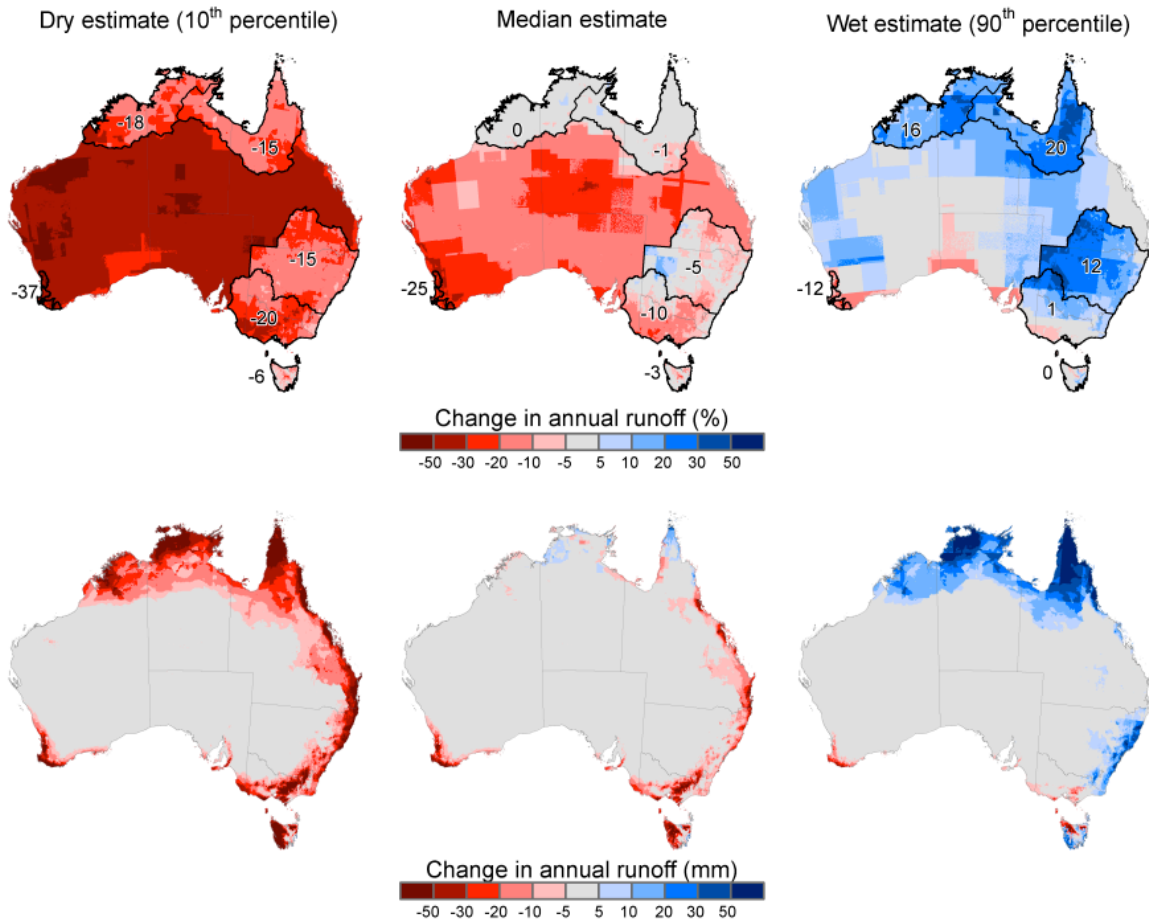 Dry estimate (10th percentile)
Median estimate
Wet estimate (90th percentile)
-18
-15
-15
-37
-20
-6
0
-1
-5
-25
-10
-3
16
20
12
-12
1
0
Change in annual runoff (%)
-50 -30 -20 -10 -5 5 10 20 30 50
Change in annual runoff (mm)
-50 -30 -20 -10 -5 5 10 20 30 50